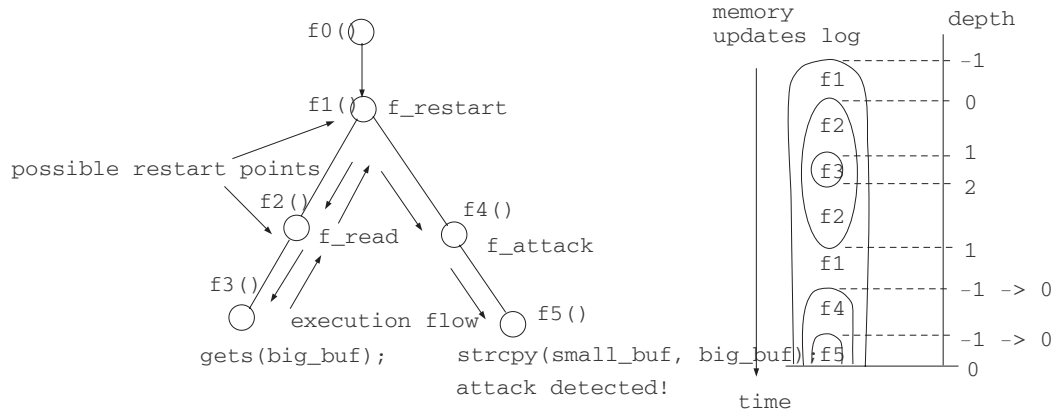 f0()
f1()
f_restart
possible restart points
f2()
f_read
f4()
f_attack
f3()
execution flow
f5()
gets(big_buf);
strcpy(small_buf, big_buf);
attack detected!
memory
updates log
depth
-1
f1
0
f2
1
f3
2
f2
1
f1
-1 -> 0
f4
-1 -> 0
f5
0
time